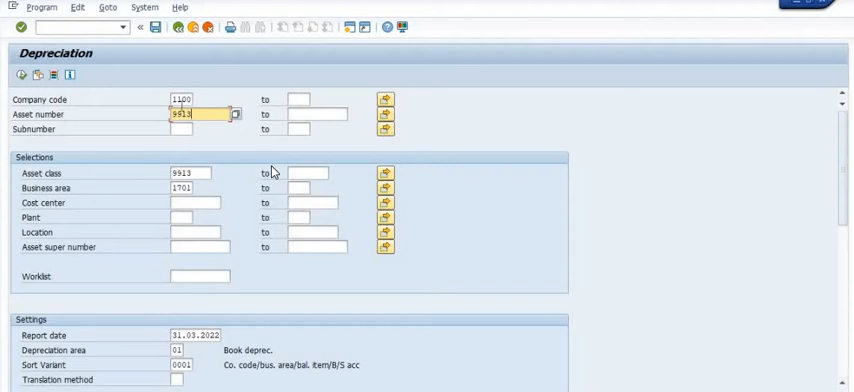 Program Edit Goto System Help
Depreciation
Company code 1100 to
Asset number 9913 to
Subnumber to
Selections
Asset class 9913 to
Business area 1701 to
Cost center to
Plant to
Location to
Asset super number to
Worklist
Settings
Report date 31.03.2022
Depreciation area 01 Book deprec.
Sort Variant 0001 Co. code/bus. area/bal. item/B/S acc
Translation method